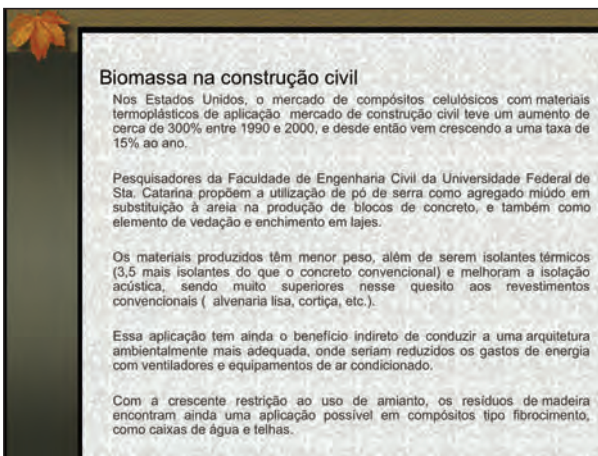 Biomassa na construção civil
Nos Estados Unidos, o mercado de compósitos celulósicos com materiais
termoplásticos de aplicação mercado de construção civil teve um aumento de
cerca de 300% entre 1990 e 2000, e desde então vem crescendo a uma taxa de
15% ao ano.
Pesquisadores da Faculdade de Engenharia Civil da Universidade Federal de
Sta. Catarina propõem a utilização de pó de serra como agregado miúdo em
substituição à areia na produção de blocos de concreto, e também como
elemento de vedação e enchimento em lajes.
Os materiais produzidos têm menor peso, além de serem isolantes térmicos
(3,5 mais isolantes do que o concreto convencional) e melhoram a isolação
acústica, sendo muito superiores nesse quesito aos revestimentos
convencionais ( alvenaria lisa, cortiça, etc.).
Essa aplicação tem ainda o benefício indireto de conduzir a uma arquitetura
ambientalmente mais adequada, onde seriam reduzidos os gastos de energia
com ventiladores e equipamentos de ar condicionado.
Com a crescente restrição ao uso de amianto, os resíduos de madeira
encontram ainda uma aplicação possível em compósitos tipo fibrocimento,
como caixas de água e telhas.